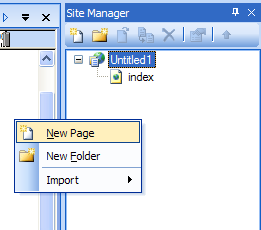 Site Manager
Untitled1
index
New Page
New Folder
Import